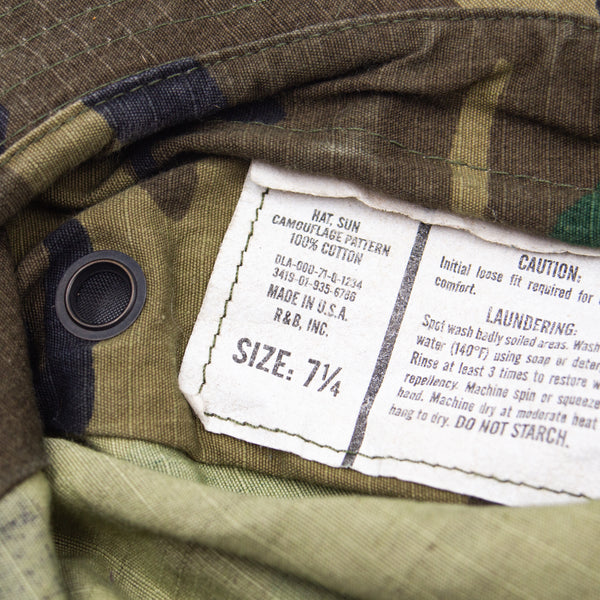 HAT, SUN
CAMOUFLAGE PATTERN
100% COTTON
DLA-000-71-0-1234
3419-01-935-6786
MADE IN U.S.A.
R&B, INC.
SIZE: 7¼
CAUTION:
Initial loose fit required for
comfort.
LAUNDERING:
Spot wash badly soiled areas. Wash
water (140°F) using soap or deter
Rinse at least 3 times to restore w
repellency. Machine spin or squeeze
hand. Machine dry at moderate heat
hang to dry. DO NOT STARCH.